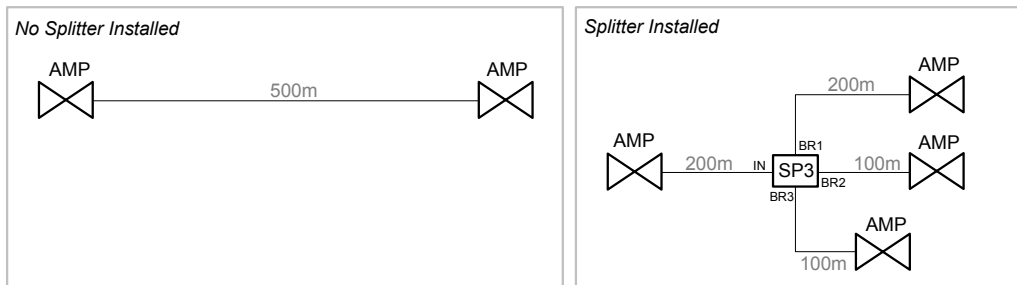 No Splitter Installed
AMP
AMP
500m
Splitter Installed
AMP
200m
AMP
AMP
BR1
200m
IN
SP3
100m
BR2
BR3
AMP
100m